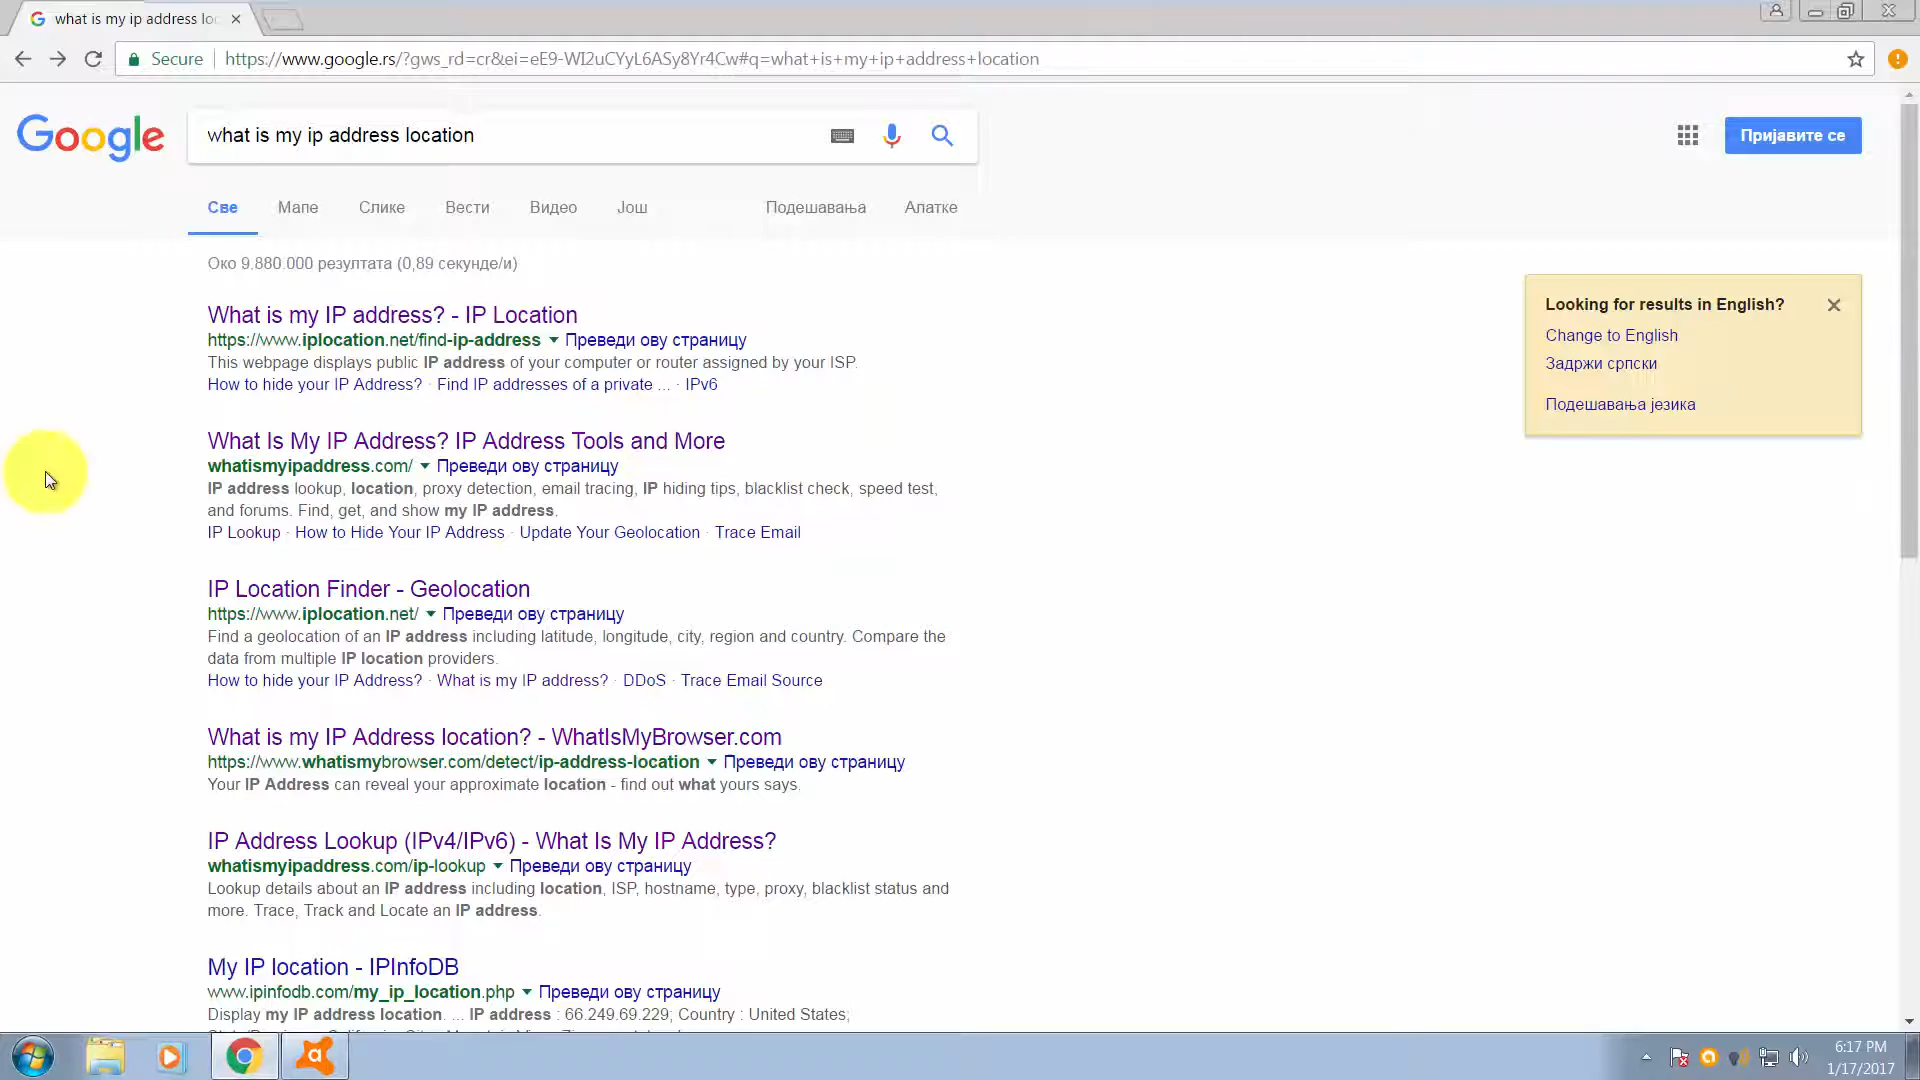 what is my ip address lo
Secure
https://www.google.rs/?gws_rd=cr&ei=eE9-WI2uCYyL6ASy8Yr4Cw#q=what+is+my+ip+address+location
Google
what is my ip address location
Пријавите се
Све Мапе Слике Вести Видео Још Подешавања Алатке
Око 9.880.000 резултата (0,89 секунде/и)
What is my IP address? - IP Location
https://www.iplocation.net/find-ip-address Преведи ову страницу
This webpage displays public IP address of your computer or router assigned by your ISP.
How to hide your IP Address? · Find IP addresses of a private ... · IPv6
What Is My IP Address? IP Address Tools and More
whatismyipaddress.com/ Преведи ову страницу
IP address lookup, location, proxy detection, email tracing, IP hiding tips, blacklist check, speed test,
and forums. Find, get, and show my IP address.
IP Lookup · How to Hide Your IP Address · Update Your Geolocation · Trace Email
IP Location Finder - Geolocation
https://www.iplocation.net/ Преведи ову страницу
Find a geolocation of an IP address including latitude, longitude, city, region and country. Compare the
data from multiple IP location providers.
How to hide your IP Address? · What is my IP address? · DDoS · Trace Email Source
What is my IP Address location? - WhatIsMyBrowser.com
https://www.whatismybrowser.com/detect/ip-address-location Преведи ову страницу
Your IP Address can reveal your approximate location - find out what yours says.
IP Address Lookup (IPv4/IPv6) - What Is My IP Address?
whatismyipaddress.com/ip-lookup Преведи ову страницу
Lookup details about an IP address including location, ISP, hostname, type, proxy, blacklist status and
more. Trace, Track and Locate an IP address.
My IP location - IPInfoDB
www.ipinfodb.com/my_ip_location.php Преведи ову страницу
Display my IP address location. ... IP address : 66.249.69.229; Country : United States;
Looking for results in English?
Change to English
Задржи српски
Подешавања језика
6:17 PM
1/17/2017